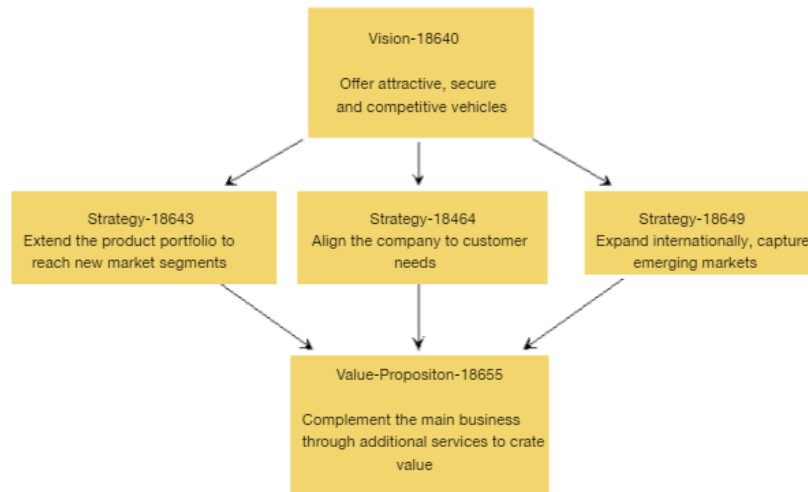 Vision-18640
Offer attractive, secure
and competitive vehicles
Strategy-18643
Extend the product portfolio to
reach new market segments
Strategy-18464
Align the company to customer
needs
Strategy-18649
Expand internationally, capture
emerging markets
Value-Propositon-18655
Complement the main business
through additional services to crate
value